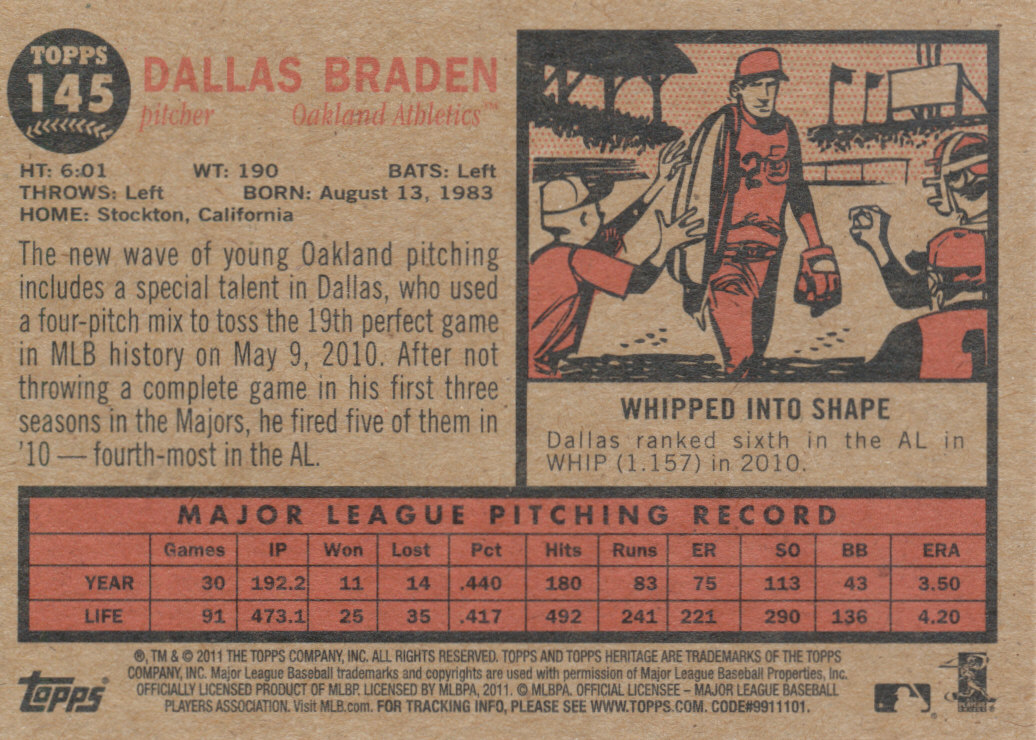 TOPPS
145
DALLAS BRADEN
pitcher Oakland Athletics™
HT: 6:01 WT: 190 BATS: Left
THROWS: Left BORN: August 13, 1983
HOME: Stockton, California
The new wave of young Oakland pitching
includes a special talent in Dallas, who used
a four-pitch mix to toss the 19th perfect game
in MLB history on May 9, 2010. After not
throwing a complete game in his first three
seasons in the Majors, he fired five of them in
'10 — fourth-most in the AL.
WHIPPED INTO SHAPE
Dallas ranked sixth in the AL in
WHIP (1.157) in 2010.
MAJOR LEAGUE PITCHING RECORD
Games IP Won Lost Pct Hits Runs ER SO BB ERA
YEAR 30 192.2 11 14 .440 180 83 75 113 43 3.50
LIFE 91 473.1 25 35 .417 492 241 221 290 136 4.20
®, TM & © 2011 THE TOPPS COMPANY, INC. ALL RIGHTS RESERVED. TOPPS AND TOPPS HERITAGE ARE TRADEMARKS OF THE TOPPS
COMPANY, INC. Major League Baseball trademarks and copyrights are used with permission of Major League Baseball Properties, Inc.
OFFICIALLY LICENSED PRODUCT OF MLBP. LICENSED BY MLBPA, 2011. © MLBPA. OFFICIAL LICENSEE – MAJOR LEAGUE BASEBALL
PLAYERS ASSOCIATION. Visit MLB.com. FOR TRACKING INFO, PLEASE SEE WWW.TOPPS.COM. CODE#9911101.
TOPPS®